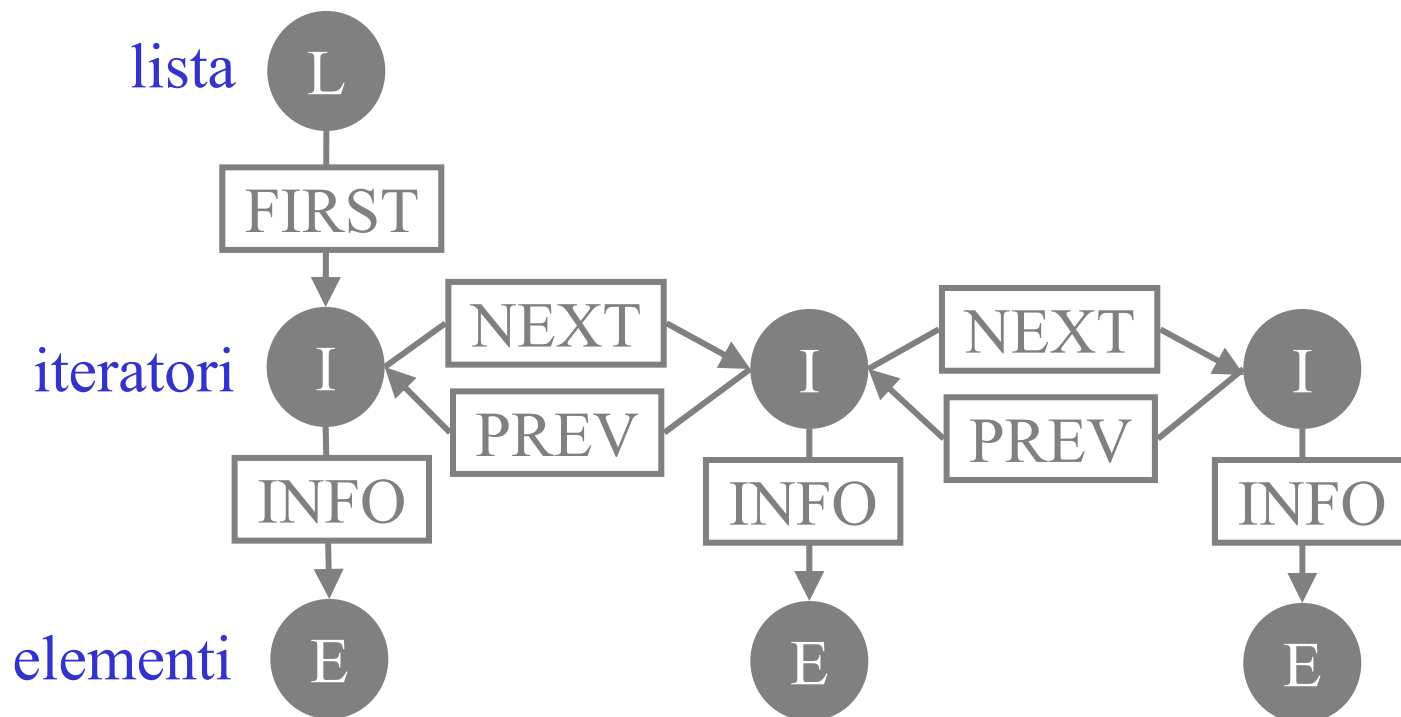 lista L
FIRST
NEXT NEXT
iteratori I I I
PREV PREV
INFO INFO INFO
elementi E E E